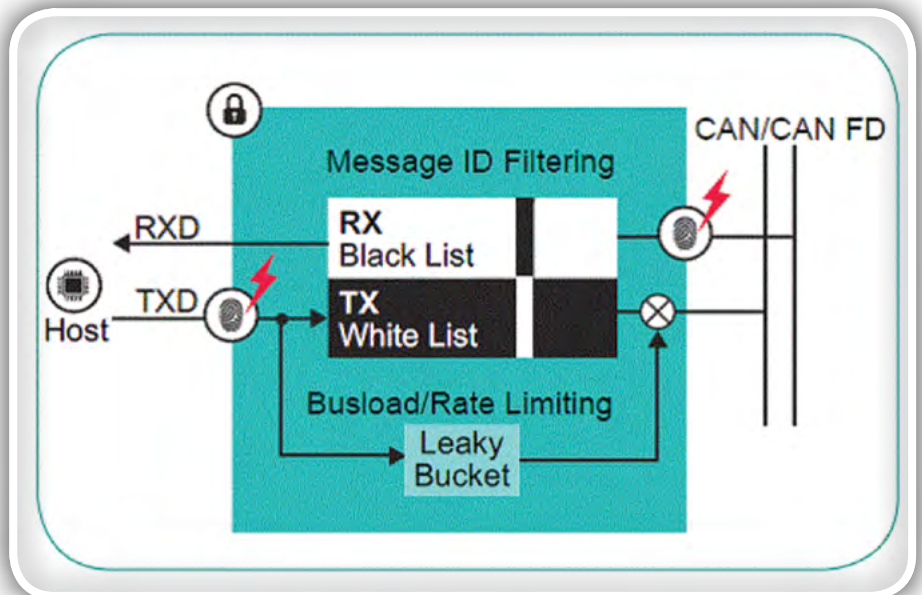 CAN/CAN FD
Message ID Filtering
RXD
RX
Black List
TXD
TX
White List
Host
Busload/Rate Limiting
Leaky
Bucket